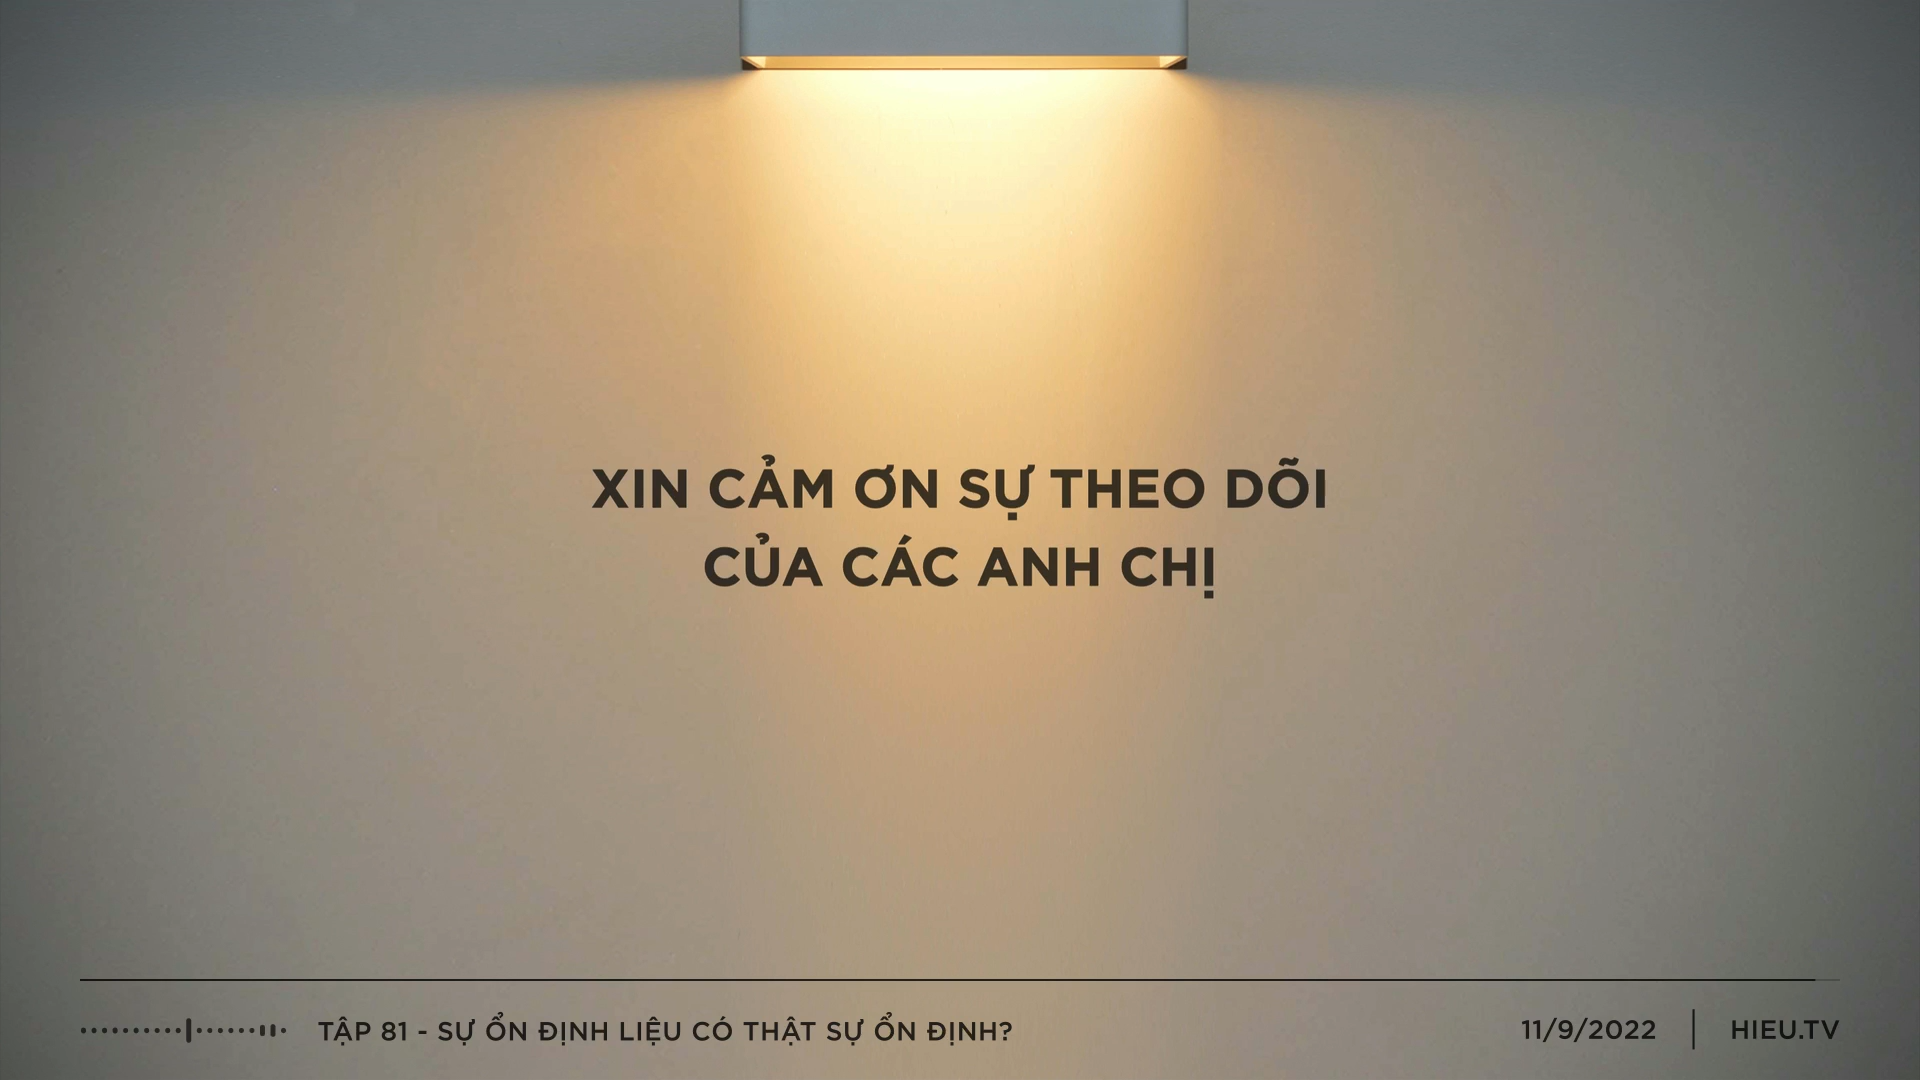 XIN CẢM ƠN SỰ THEO DÕI
CỦA CÁC ANH CHỊ
TẬP 81 - SỰ ỔN ĐỊNH LIỆU CÓ THẬT SỰ ỔN ĐỊNH?
11/9/2022
HIEU.TV